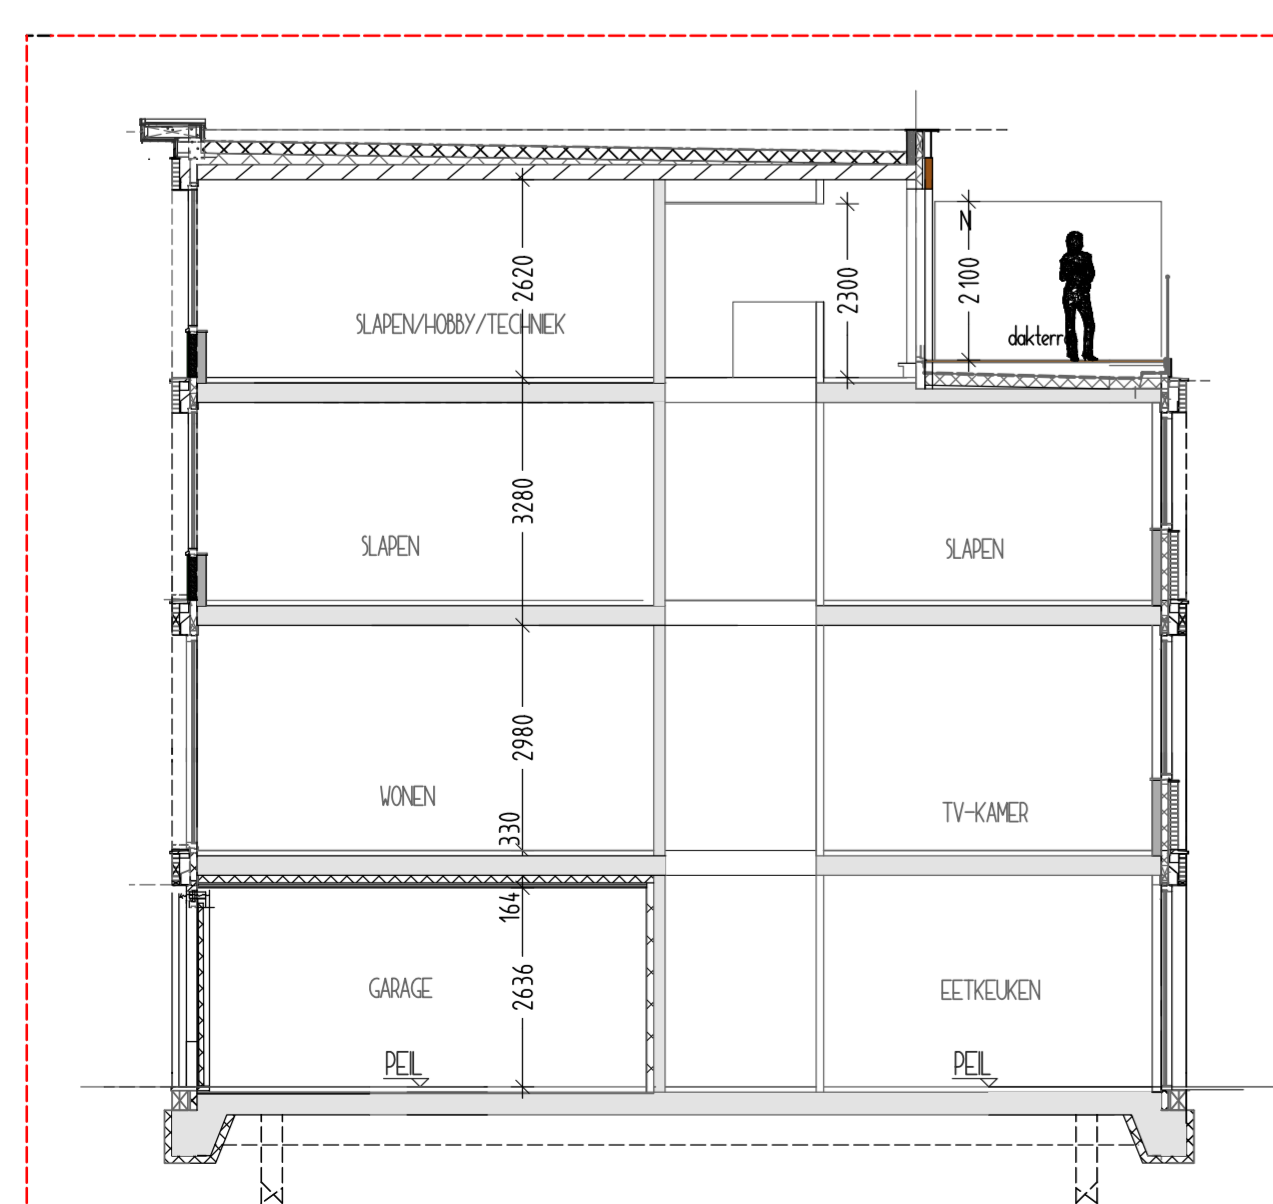 N
2620
2300
2100
SLAPEN/HOBBY/TECHNIEK
dakterr
3280
SLAPEN
SLAPEN
2980
WONEN
TV-KAMER
330
164
GARAGE
2636
EETKEUKEN
PEIL
PEIL